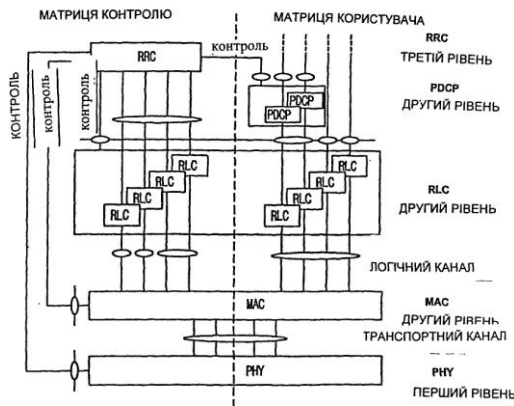 МАТРИЦЯ КОНТРОЛЮ
МАТРИЦЯ КОРИСТУВАЧА
RRC
контроль
RRC
ТРЕТІЙ РІВЕНЬ
КОНТРОЛЬ
контроль
контроль
PDCP
PDCP
PDCP
ДРУГИЙ РІВЕНЬ
RLC
RLC
RLC
RLC
RLC
RLC
RLC
RLC
RLC
ДРУГИЙ РІВЕНЬ
ЛОГІЧНИЙ КАНАЛ
MAC
MAC
ДРУГИЙ РІВЕНЬ
ТРАНСПОРТНИЙ КАНАЛ
PHY
PHY
ПЕРШИЙ РІВЕНЬ